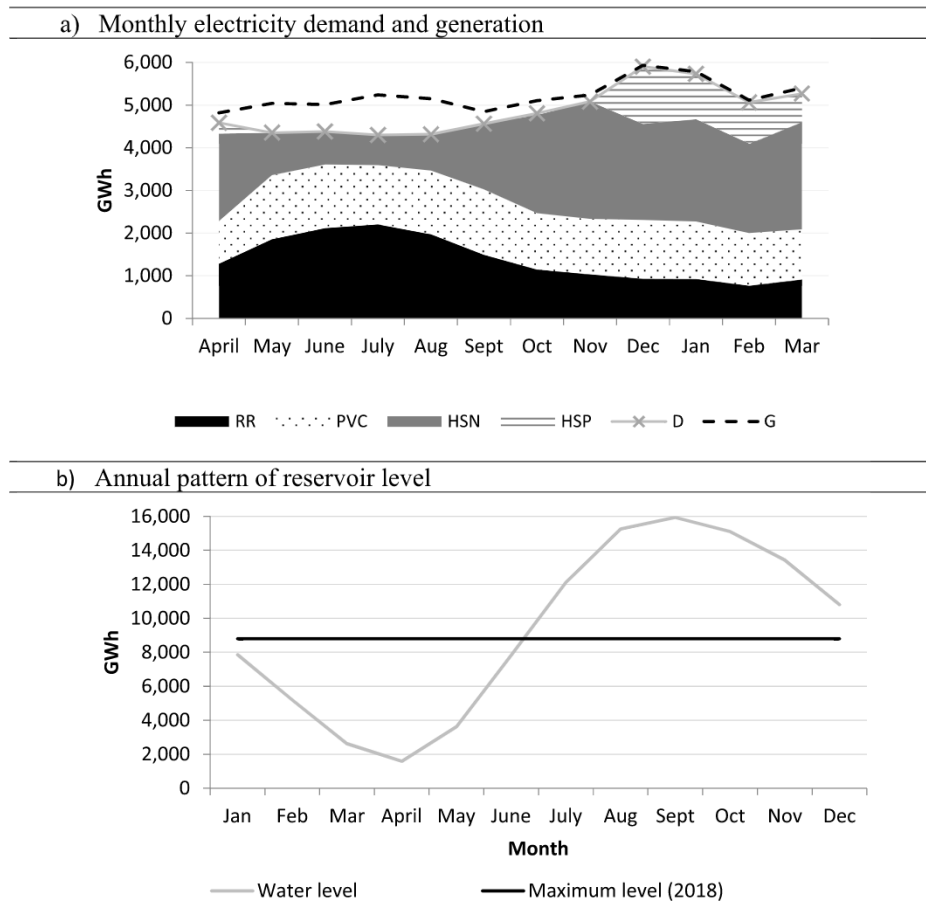 a) Monthly electricity demand and generation
6,000
5,000
4,000
3,000
2,000
1,000
0
GWh
April May June July Aug Sept Oct Nov Dec Jan Feb Mar
RR PVC HSN HSP D G
b) Annual pattern of reservoir level
16,000
14,000
12,000
10,000
8,000
6,000
4,000
2,000
0
GWh
Jan Feb Mar April May June July Aug Sept Oct Nov Dec
Month
Water level Maximum level (2018)